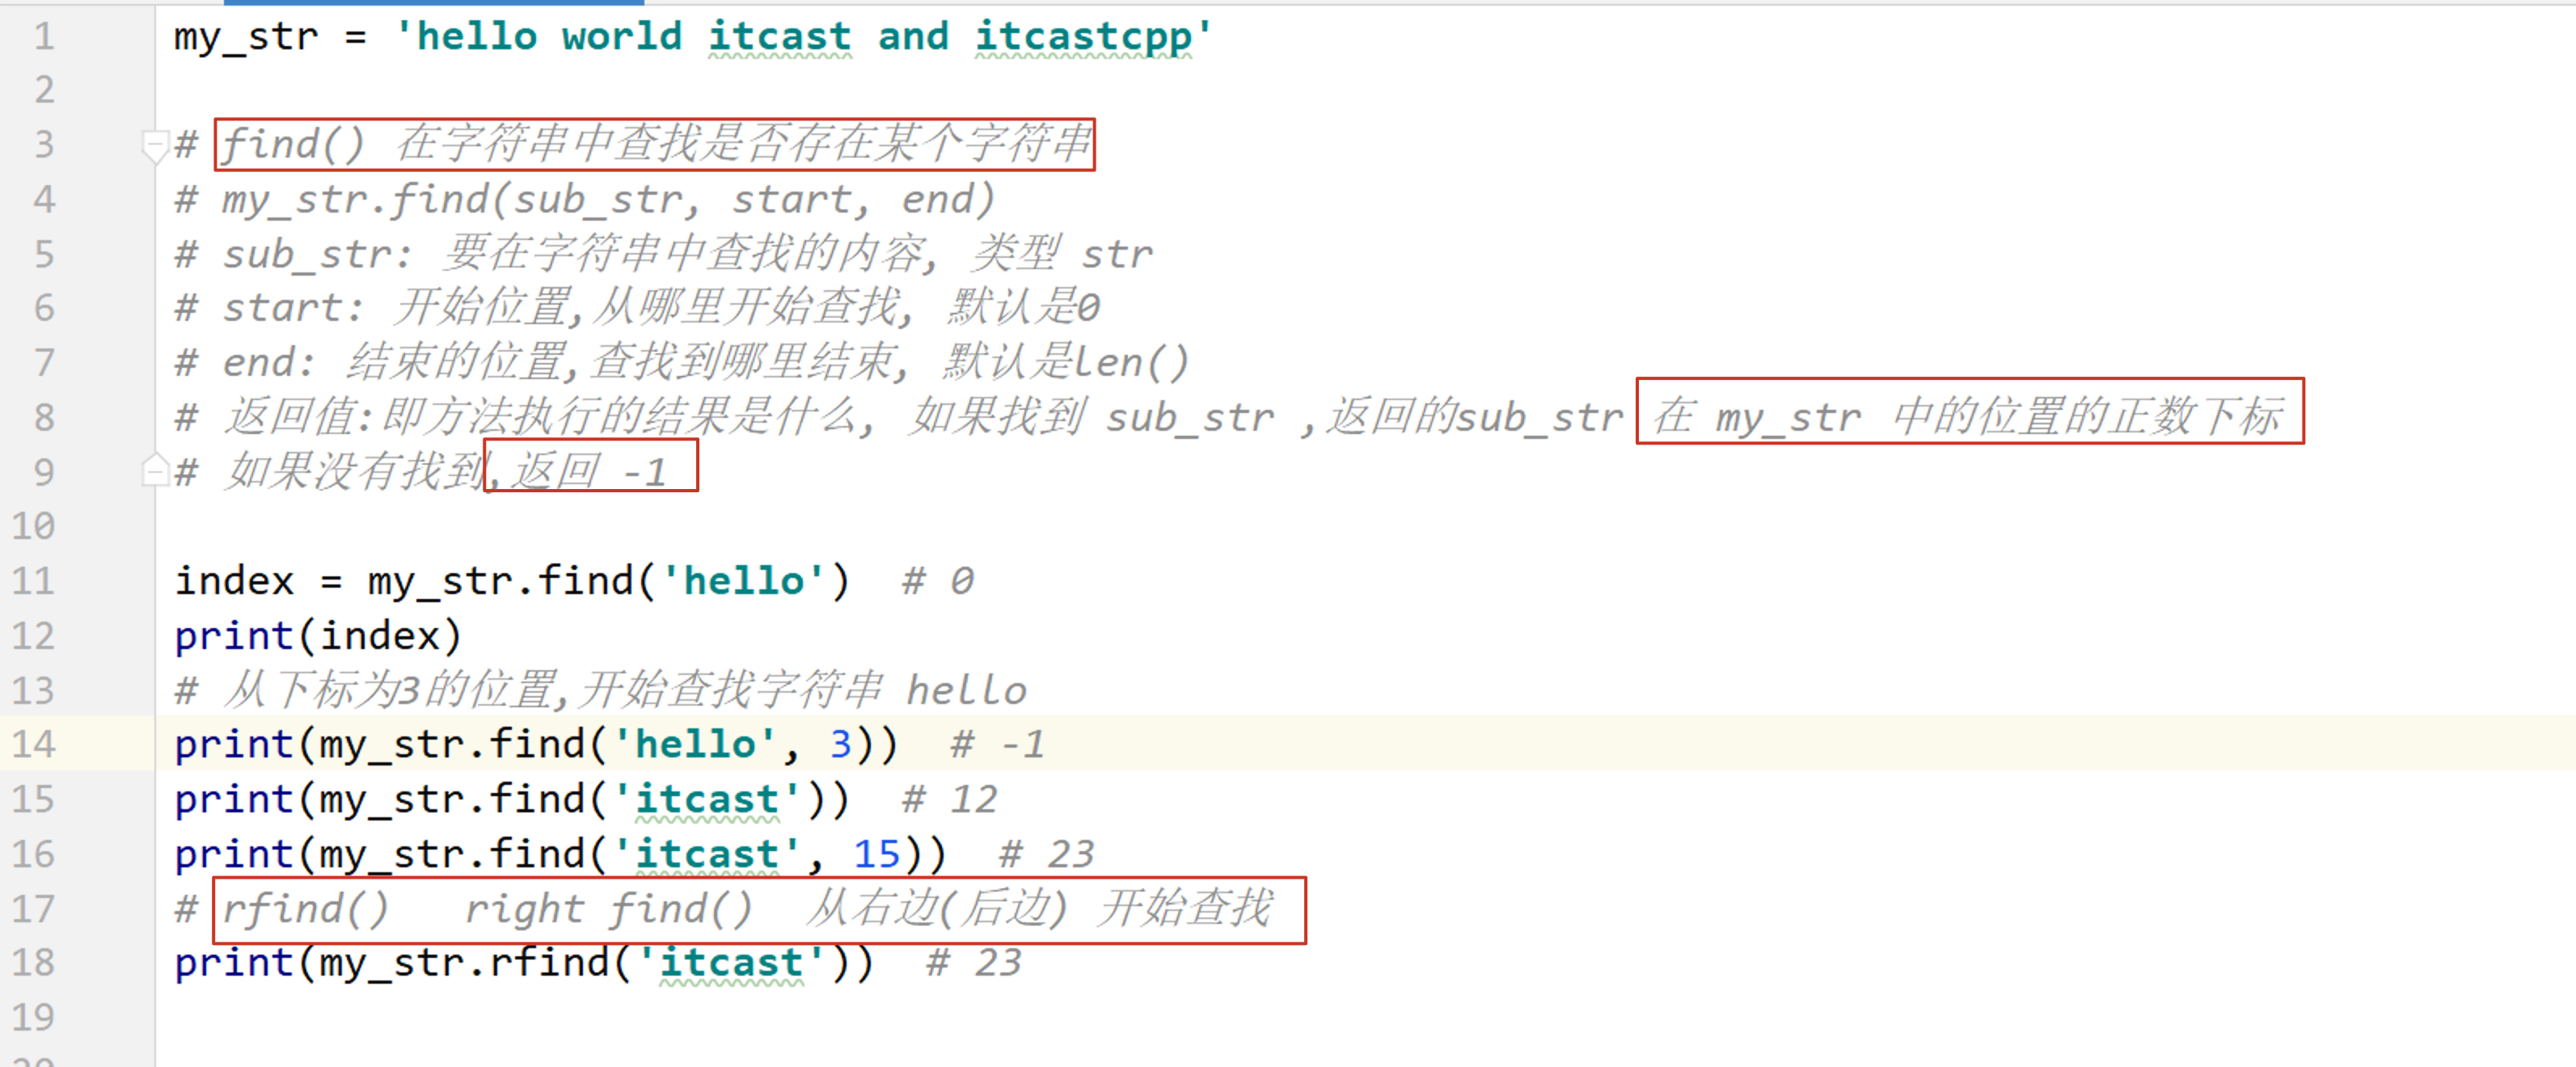 1 my_str = 'hello world itcast and itcastcpp'
2
3 # find() 在字符串中查找是否存在某个字符串
4 # my_str.find(sub_str, start, end)
5 # sub_str: 要在字符串中查找的内容, 类型 str
6 # start: 开始位置,从哪里开始查找, 默认是0
7 # end: 结束的位置,查找到哪里结束, 默认是len()
8 # 返回值:即方法执行的结果是什么, 如果找到 sub_str ,返回的sub_str 在 my_str 中的位置的正数下标
9 # 如果没有找到,返回 -1
10
11 index = my_str.find('hello')  # 0
12 print(index)
13 # 从下标为3的位置,开始查找字符串 hello
14 print(my_str.find('hello', 3))  # -1
15 print(my_str.find('itcast'))  # 12
16 print(my_str.find('itcast', 15))  # 23
17 # rfind()   right find()  从右边(后边) 开始查找
18 print(my_str.rfind('itcast'))  # 23
19